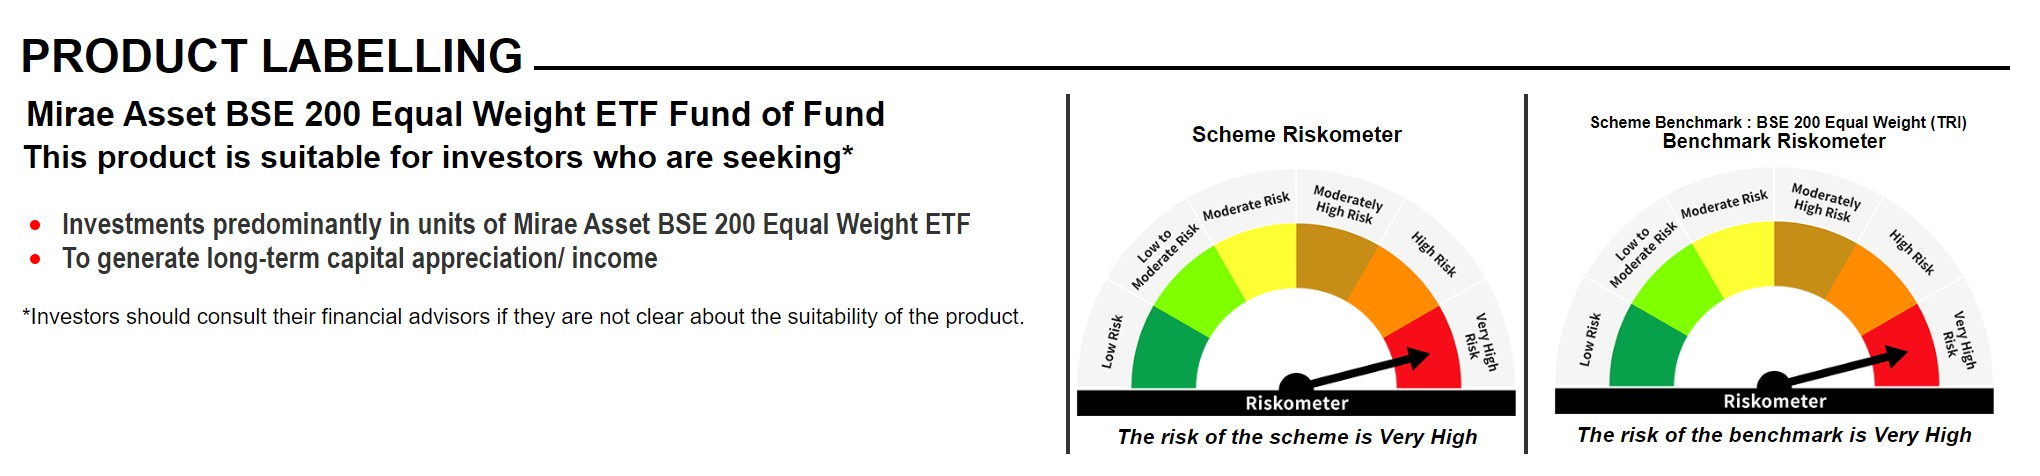 PRODUCT LABELLING
Mirae Asset BSE 200 Equal Weight ETF Fund of Fund
This product is suitable for investors who are seeking*
Investments predominantly in units of Mirae Asset BSE 200 Equal Weight ETF
To generate long-term capital appreciation/ income
*Investors should consult their financial advisors if they are not clear about the suitability of the product.
Scheme Riskometer
Low Risk
Low to
Moderate Risk
Moderate Risk
Moderately
High Risk
High Risk
Very High
Risk
Riskometer
The risk of the scheme is Very High
Scheme Benchmark : BSE 200 Equal Weight (TRI)
Benchmark Riskometer
Low Risk
Low to
Moderate Risk
Moderate Risk
Moderately
High Risk
High Risk
Very High
Risk
Riskometer
The risk of the benchmark is Very High